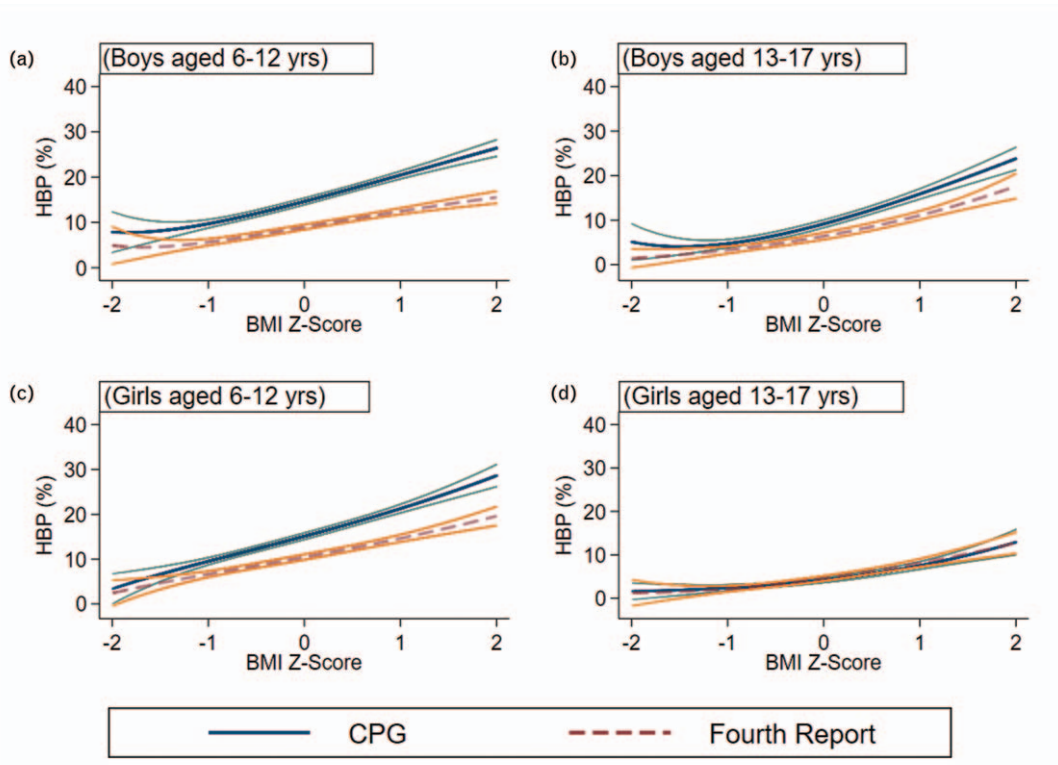 (a)
(Boys aged 6-12 yrs)
40
30
20
10
0
HBP (%)
-2 -1 0 1 2
BMI Z-Score
(b)
(Boys aged 13-17 yrs)
40
30
20
10
0
HBP (%)
-2 -1 0 1 2
BMI Z-Score
(c)
(Girls aged 6-12 yrs)
40
30
20
10
0
HBP (%)
-2 -1 0 1 2
BMI Z-Score
(d)
(Girls aged 13-17 yrs)
40
30
20
10
0
HBP (%)
-2 -1 0 1 2
BMI Z-Score
CPG Fourth Report